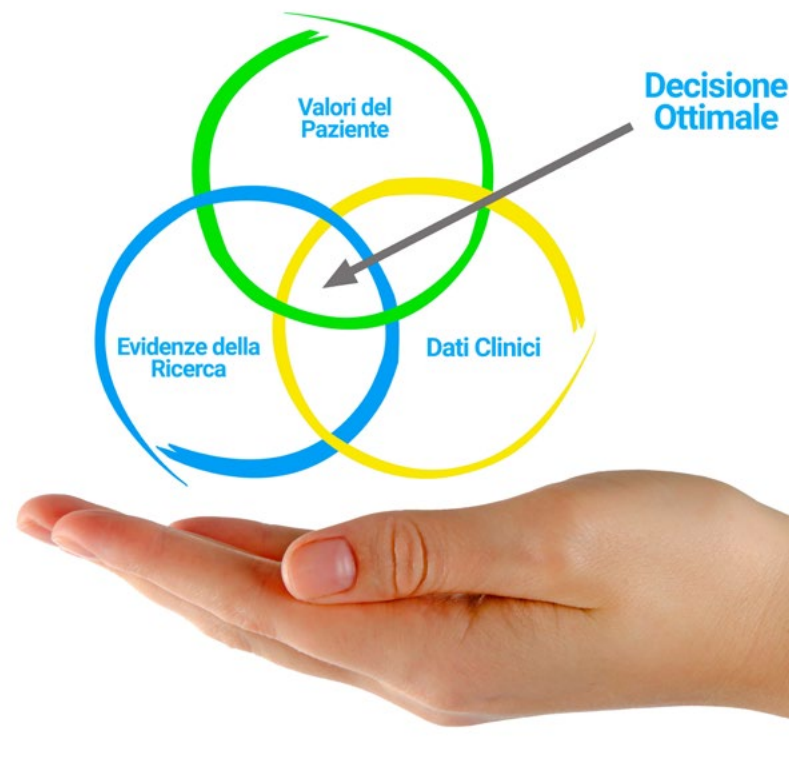 Valori del
Paziente
Decisione
Ottimale
Evidenze della
Ricerca
Dati Clinici